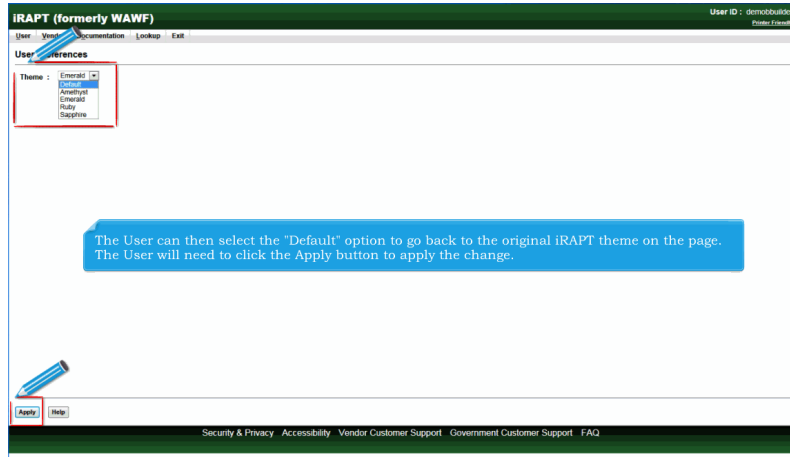 iRAPT (formerly WAWF)
User ID : demobbuilde
Printer Friend
User Vend Documentation Lookup Exit
User Preferences
Theme : Emerald
Default
Amethyst
Emerald
Ruby
Sapphire
The User can then select the "Default" option to go back to the original iRAPT theme on the page.
The User will need to click the Apply button to apply the change.
Apply Help
Security & Privacy Accessibility Vendor Customer Support Government Customer Support FAQ